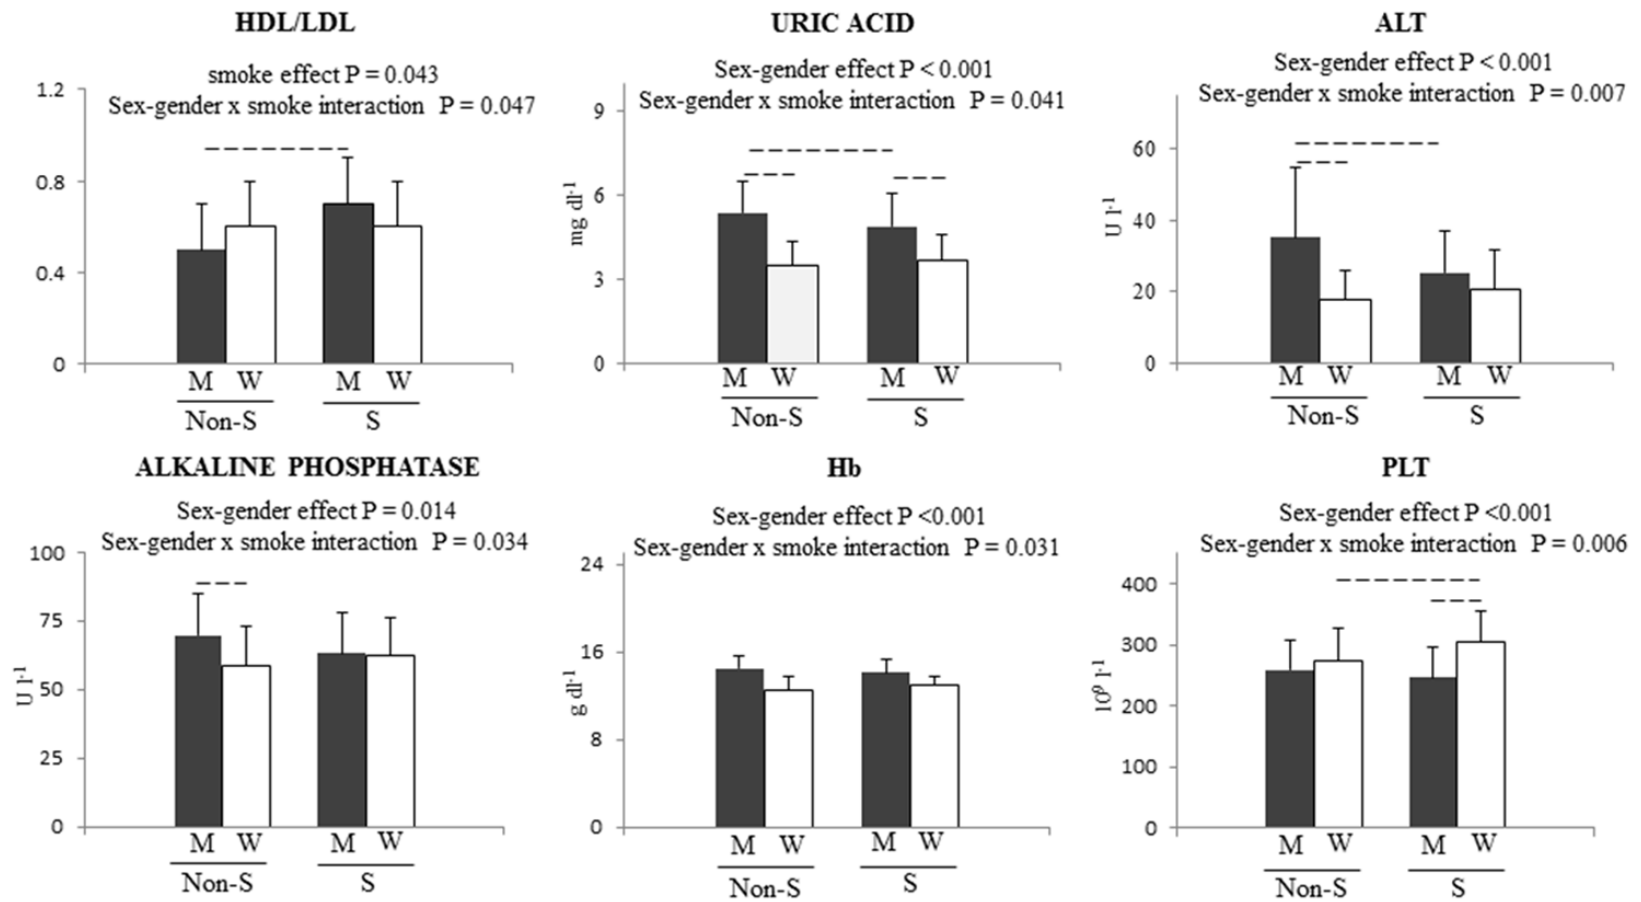 HDL/LDL
smoke effect P = 0.043
Sex-gender x smoke interaction P = 0.047
1.2
0.8
0.4
0
M W M W
Non-S S
URIC ACID
Sex-gender effect P < 0.001
Sex-gender x smoke interaction P = 0.041
mg dl⁻¹
9
6
3
0
M W M W
Non-S S
ALT
Sex-gender effect P < 0.001
Sex-gender x smoke interaction P = 0.007
U l⁻¹
60
40
20
0
M W M W
Non-S S
ALKALINE PHOSPHATASE
Sex-gender effect P = 0.014
Sex-gender x smoke interaction P = 0.034
U l⁻¹
100
75
50
25
0
M W M W
Non-S S
Hb
Sex-gender effect P <0.001
Sex-gender x smoke interaction P = 0.031
g dl⁻¹
24
16
8
0
M W M W
Non-S S
PLT
Sex-gender effect P <0.001
Sex-gender x smoke interaction P = 0.006
10⁹ l⁻¹
400
300
200
100
0
M W M W
Non-S S